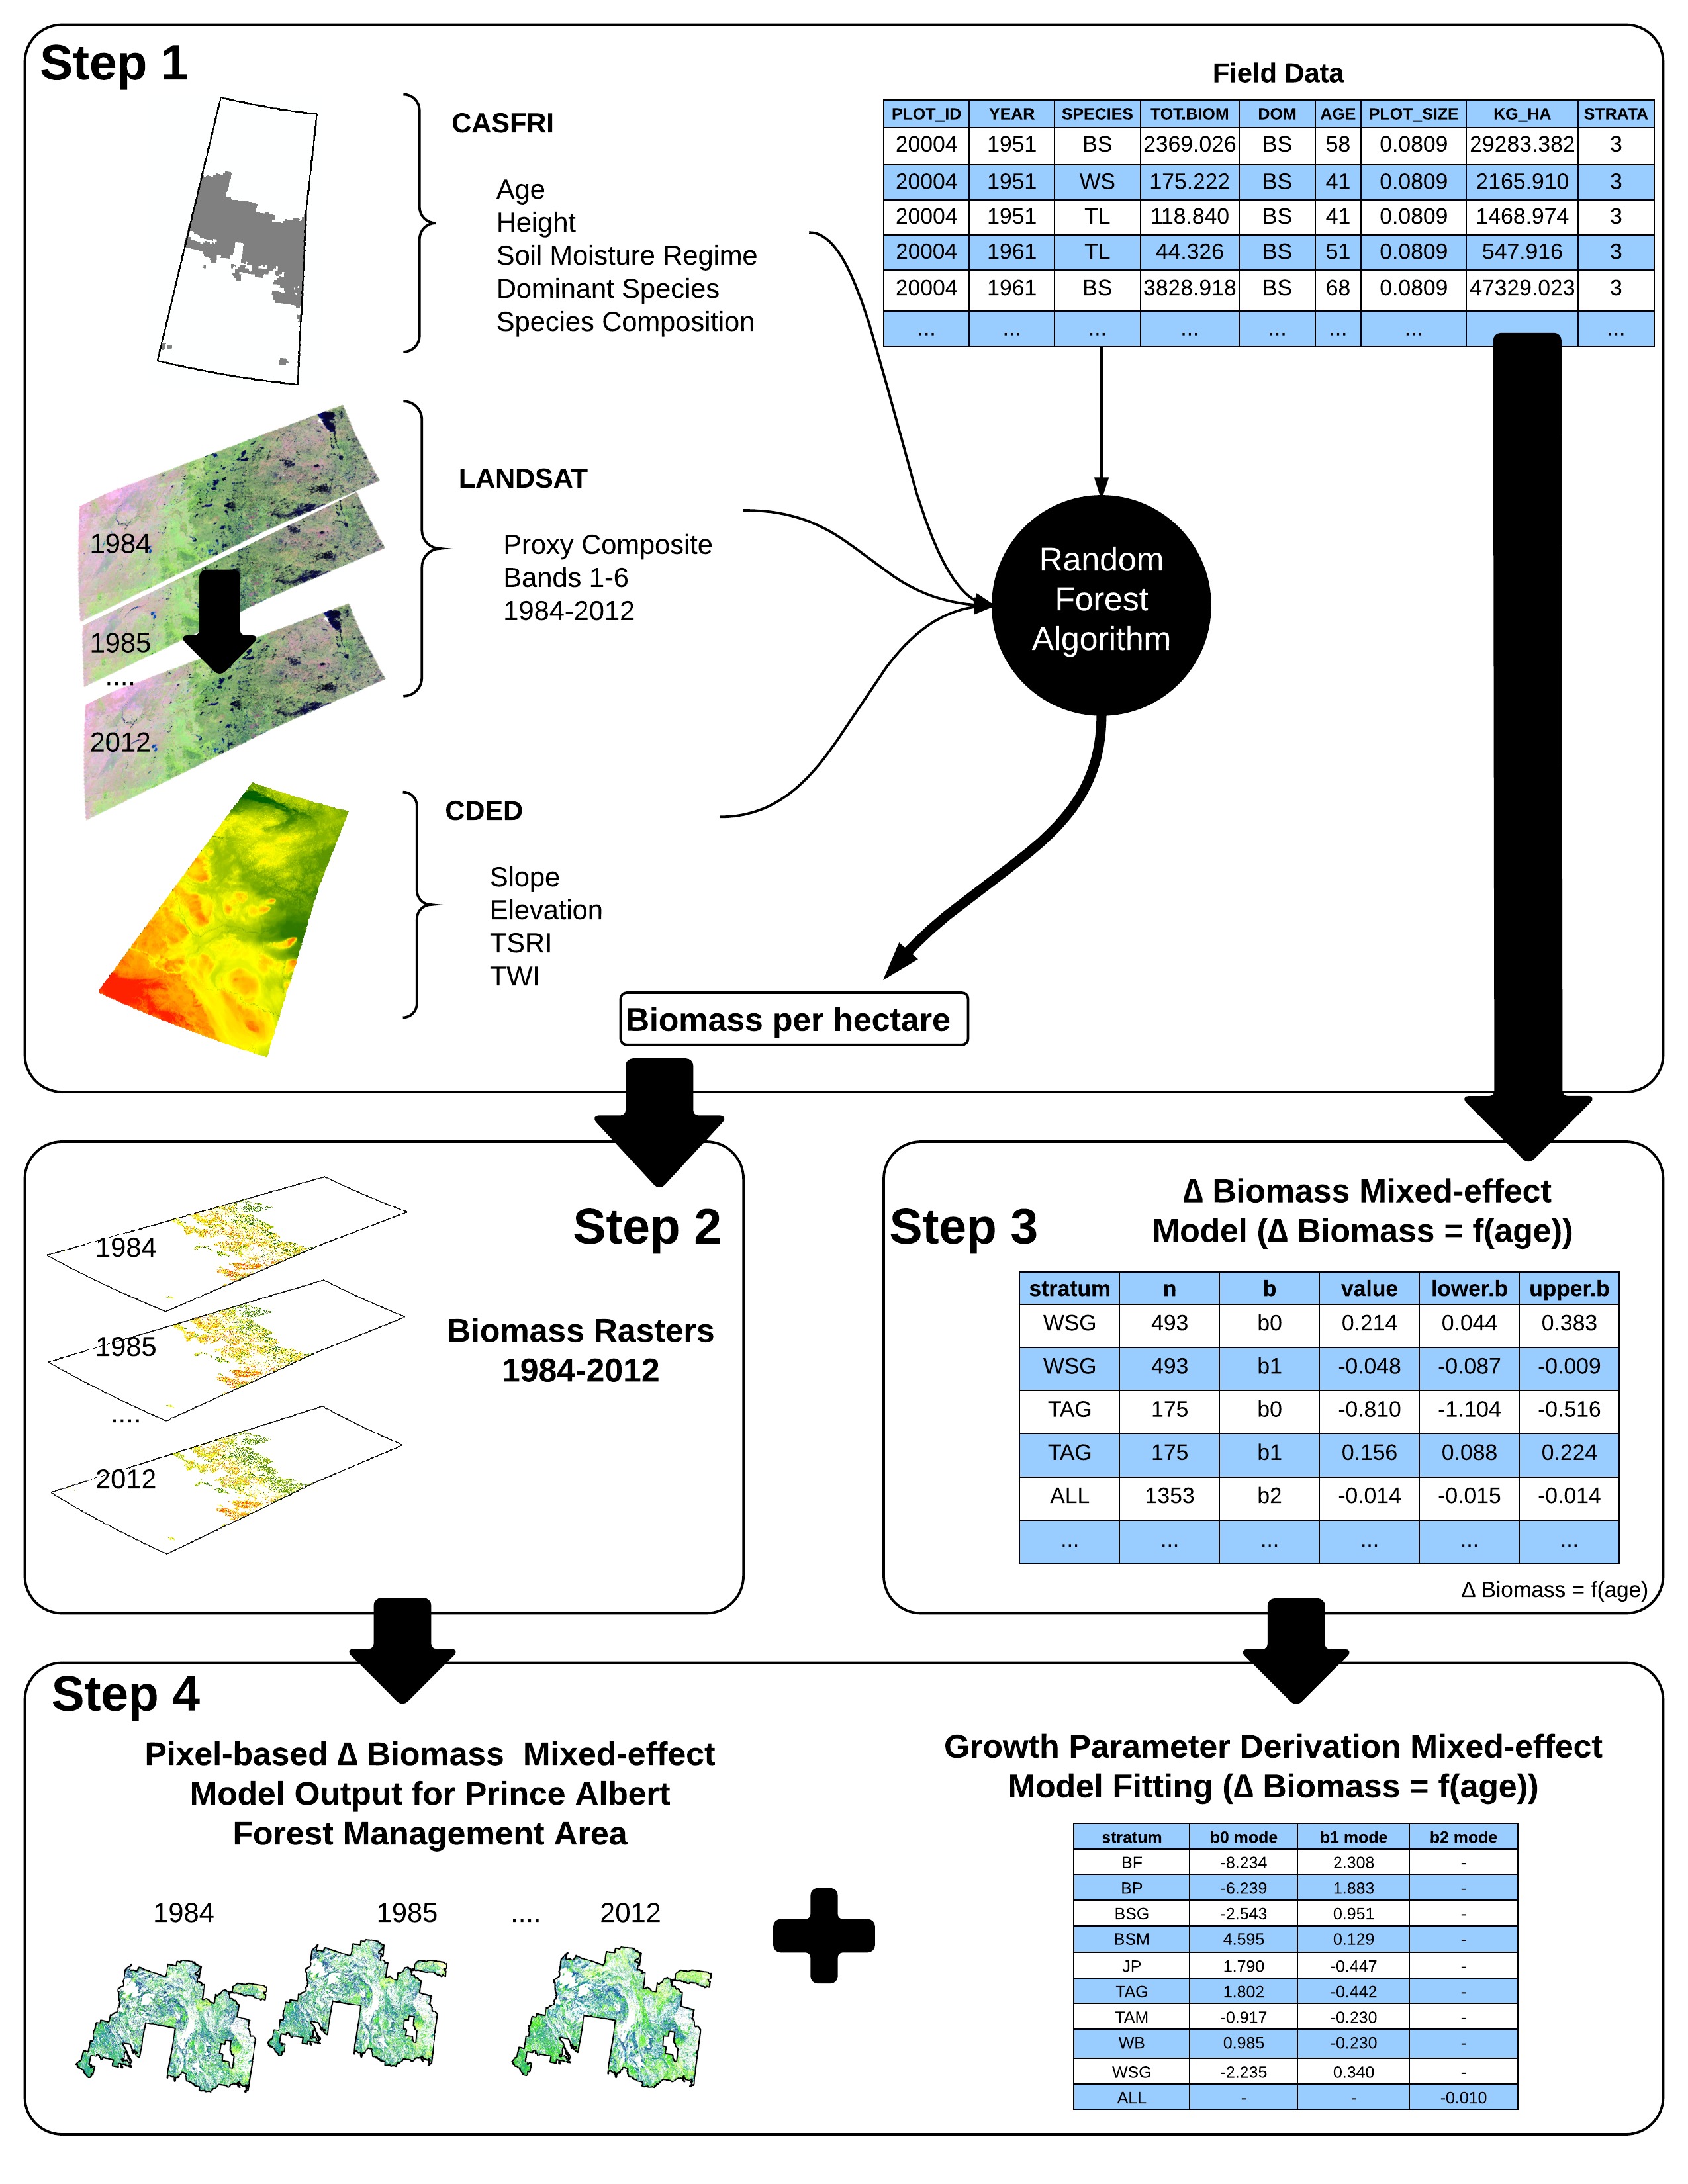 Step 1
CASFRI
Age
Height
Soil Moisture Regime
Dominant Species
Species Composition
Field Data
PLOT_ID YEAR SPECIES TOT.BIOM DOM AGE PLOT_SIZE KG_HA STRATA
20004 1951 BS 2369.026 BS 58 0.0809 29283.382 3
20004 1951 WS 175.222 BS 41 0.0809 2165.910 3
20004 1951 TL 118.840 BS 41 0.0809 1468.974 3
20004 1961 TL 44.326 BS 51 0.0809 547.916 3
20004 1961 BS 3828.918 BS 68 0.0809 47329.023 3
... ... ... ... ... ... ... ...
1984
1985
....
2012
LANDSAT
Proxy Composite
Bands 1-6
1984-2012
Random
Forest
Algorithm
CDED
Slope
Elevation
TSRI
TWI
Biomass per hectare
Step 2
1984
1985
....
2012
Biomass Rasters
1984-2012
Step 3
Δ Biomass Mixed-effect
Model (Δ Biomass = f(age))
stratum n b value lower.b upper.b
WSG 493 b0 0.214 0.044 0.383
WSG 493 b1 -0.048 -0.087 -0.009
TAG 175 b0 -0.810 -1.104 -0.516
TAG 175 b1 0.156 0.088 0.224
ALL 1353 b2 -0.014 -0.015 -0.014
... ... ... ... ... ...
Δ Biomass = f(age)
Step 4
Pixel-based Δ Biomass Mixed-effect
Model Output for Prince Albert
Forest Management Area
1984 1985 .... 2012
Growth Parameter Derivation Mixed-effect
Model Fitting (Δ Biomass = f(age))
stratum b0 mode b1 mode b2 mode
BF -8.234 2.308 -
BP -6.239 1.883 -
BSG -2.543 0.951 -
BSM 4.595 0.129 -
JP 1.790 -0.447 -
TAG 1.802 -0.442 -
TAM -0.917 -0.230 -
WB 0.985 -0.230 -
WSG -2.235 0.340 -
ALL - - -0.010